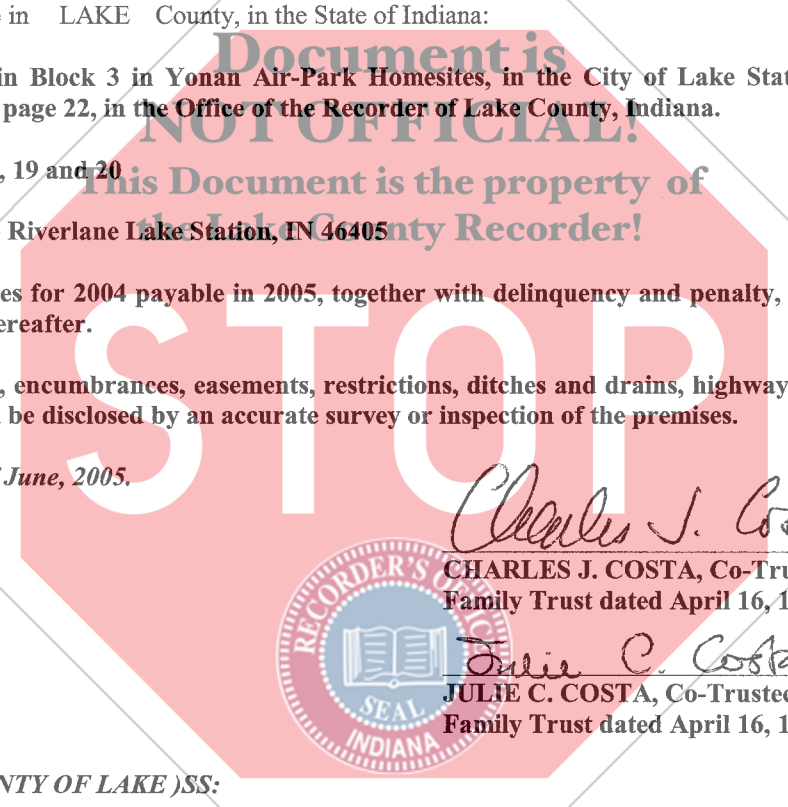 in LAKE County, in the State of Indiana:
Document is
in Block 3 in Yonan Air-Park Homesites, in the City of Lake Stat
page 22, in the Office of the Recorder of Lake County, Indiana.
NOT OFFICIAL!
, 19 and 20
This Document is the property of
Riverlane Lake Station, IN 46405
the Lake County Recorder!
es for 2004 payable in 2005, together with delinquency and penalty,
ereafter.
STOP
, encumbrances, easements, restrictions, ditches and drains, highway
be disclosed by an accurate survey or inspection of the premises.
June, 2005.
Charles J. Cos
CHARLES J. COSTA, Co-Tru
Family Trust dated April 16, 1
Julie C. Costa
JULIE C. COSTA, Co-Trustee
Family Trust dated April 16, 1
RECORDER'S OFFICE
SEAL
INDIANA
NTY OF LAKE )SS: